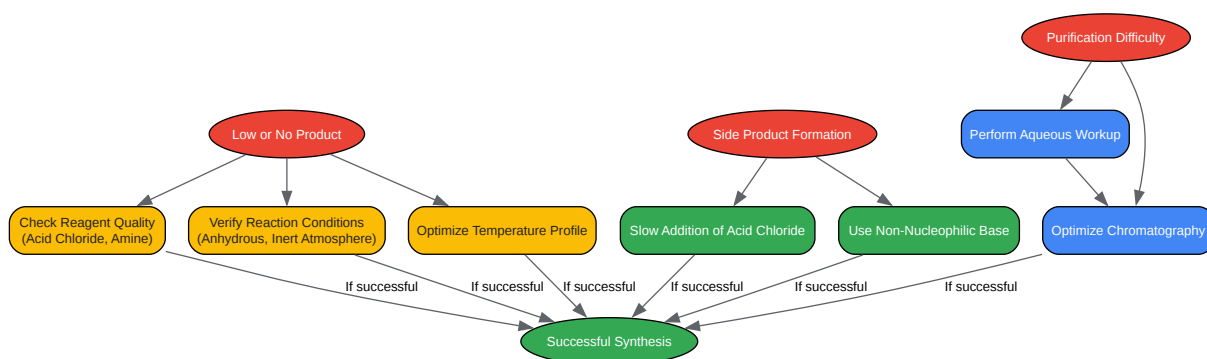 Purification Difficulty
Low or No Product
Side Product Formation
Perform Aqueous Workup
Check Reagent Quality
(Acid Chloride, Amine)
Verify Reaction Conditions
(Anhydrous, Inert Atmosphere)
Optimize Temperature Profile
Slow Addition of Acid Chloride
Use Non-Nucleophilic Base
Optimize Chromatography
If successful
If successful
If successful
If successful
If successful
If successful
Successful Synthesis